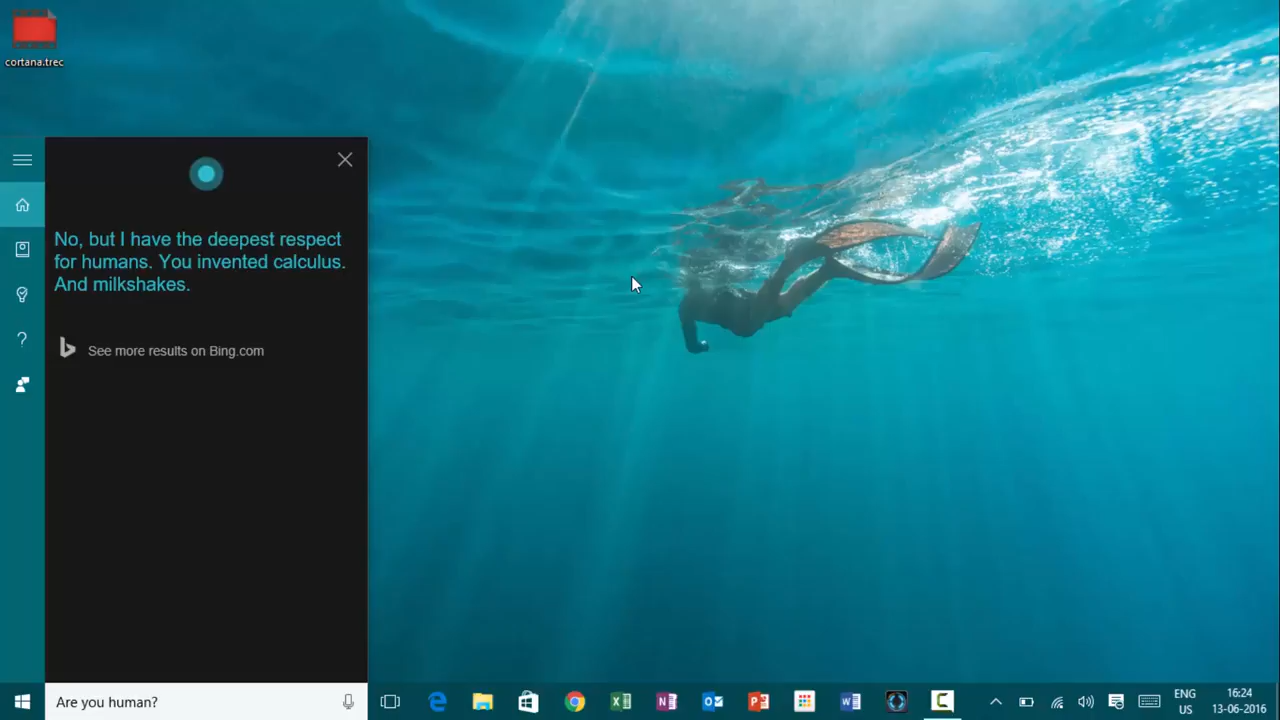 cortana.trec
No, but I have the deepest respect
for humans. You invented calculus.
And milkshakes.
See more results on Bing.com
Are you human?
ENG
US
16:24
13-06-2016